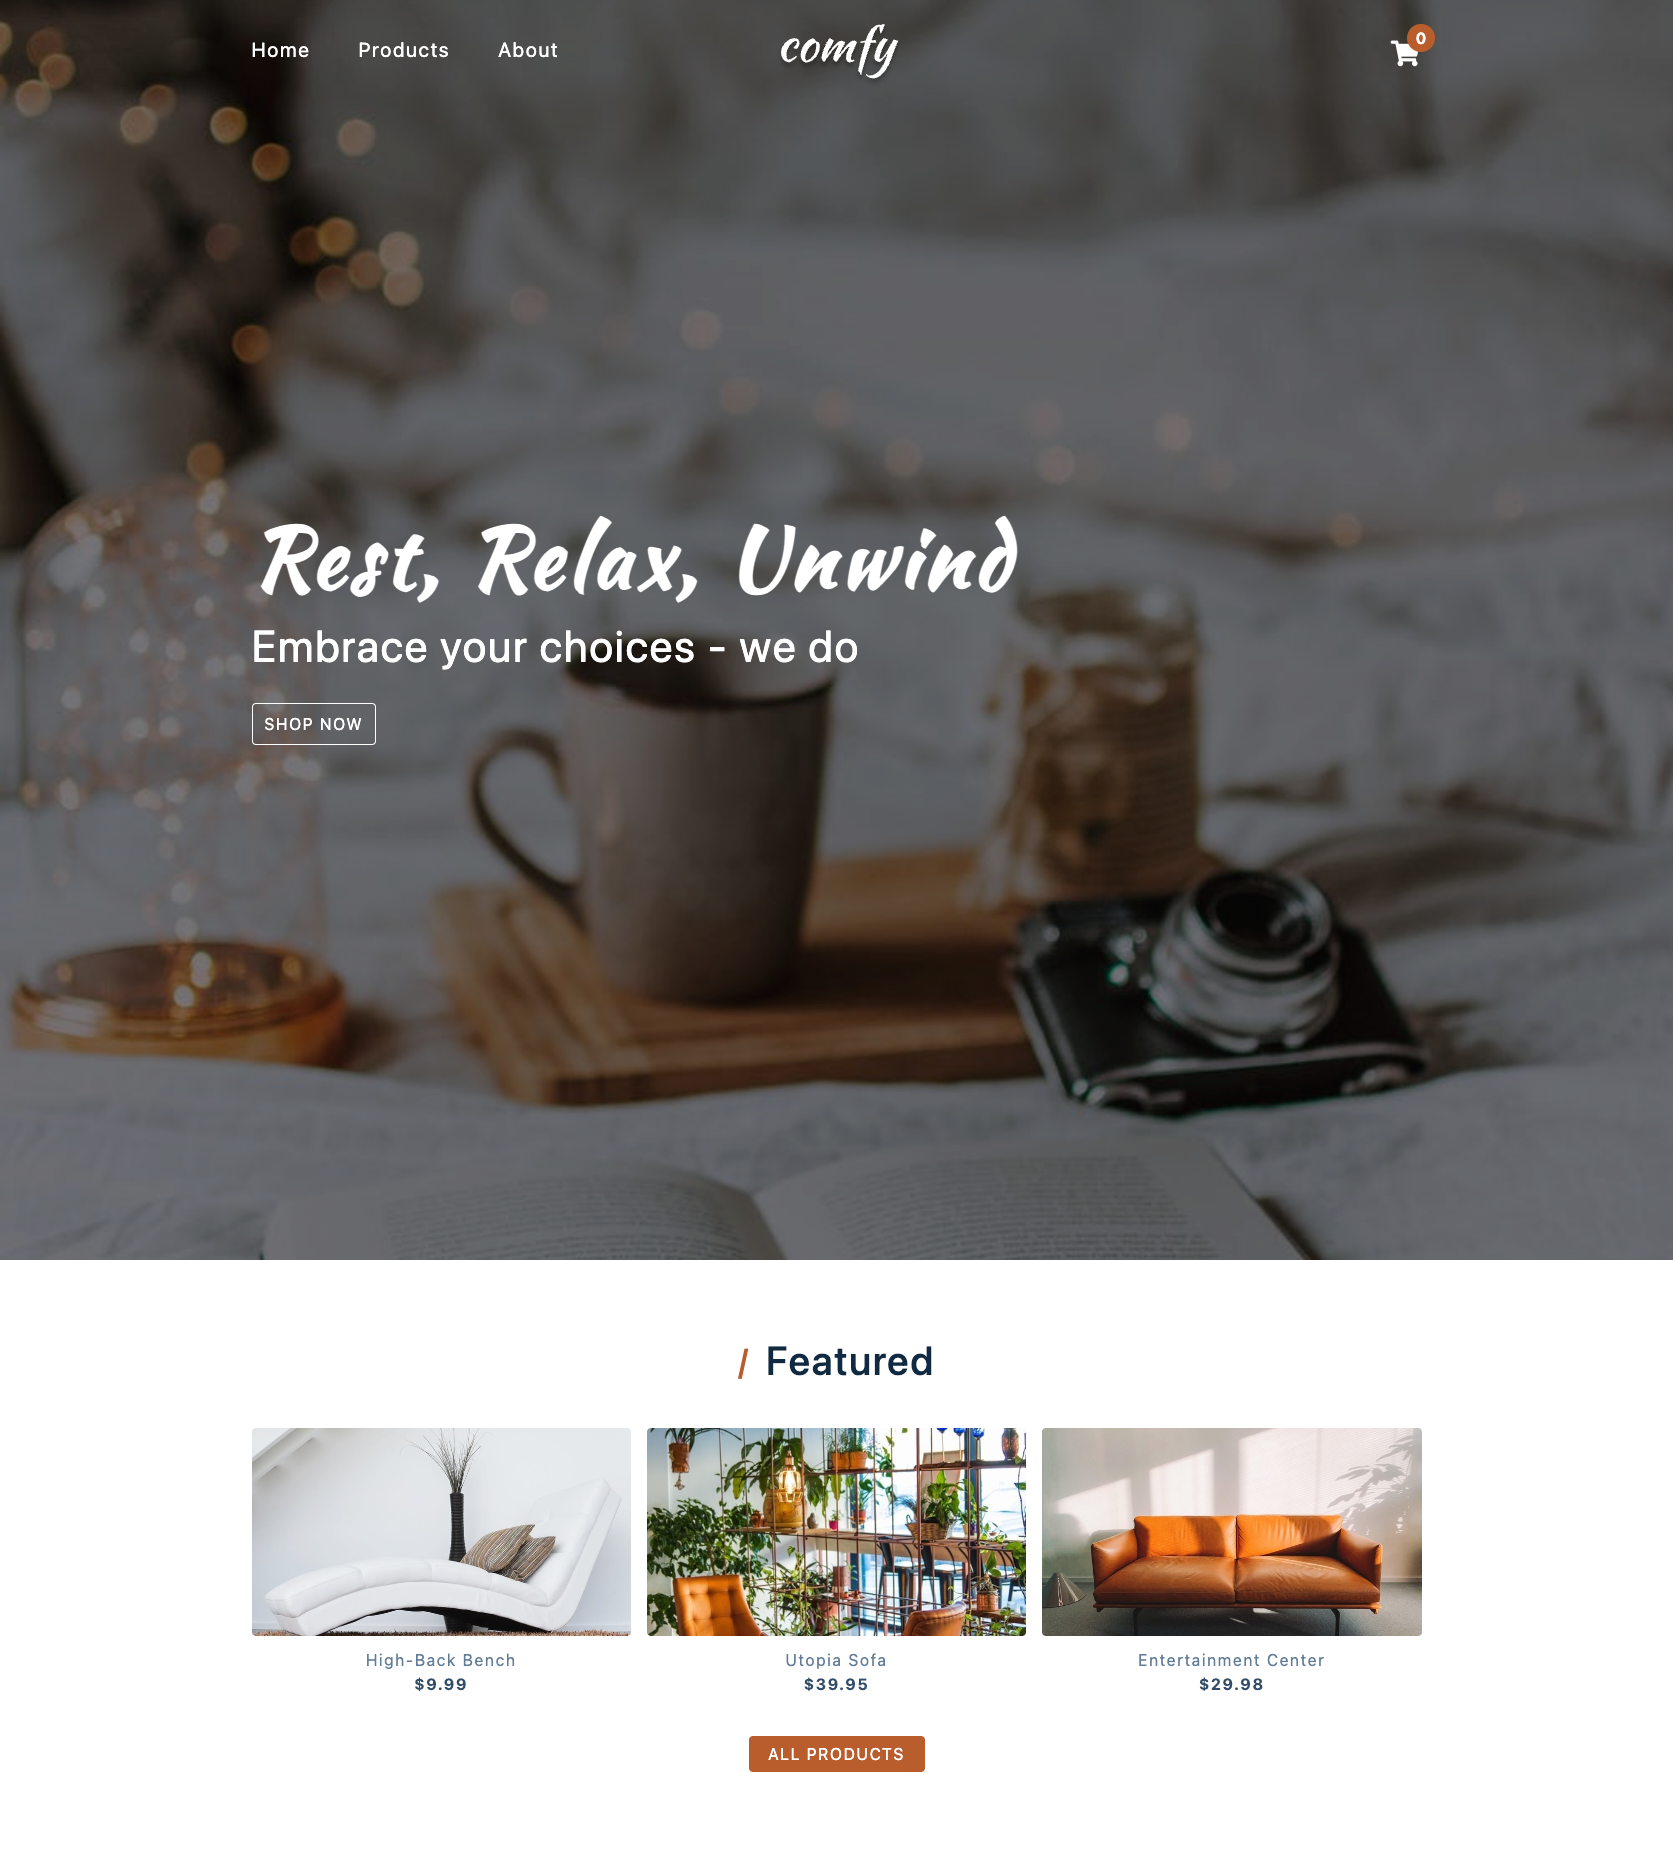 Home Products About comfy 0
Rest, Relax, Unwind
Embrace your choices - we do
SHOP NOW
/ Featured
High-Back Bench
$9.99
Utopia Sofa
$39.95
Entertainment Center
$29.98
ALL PRODUCTS